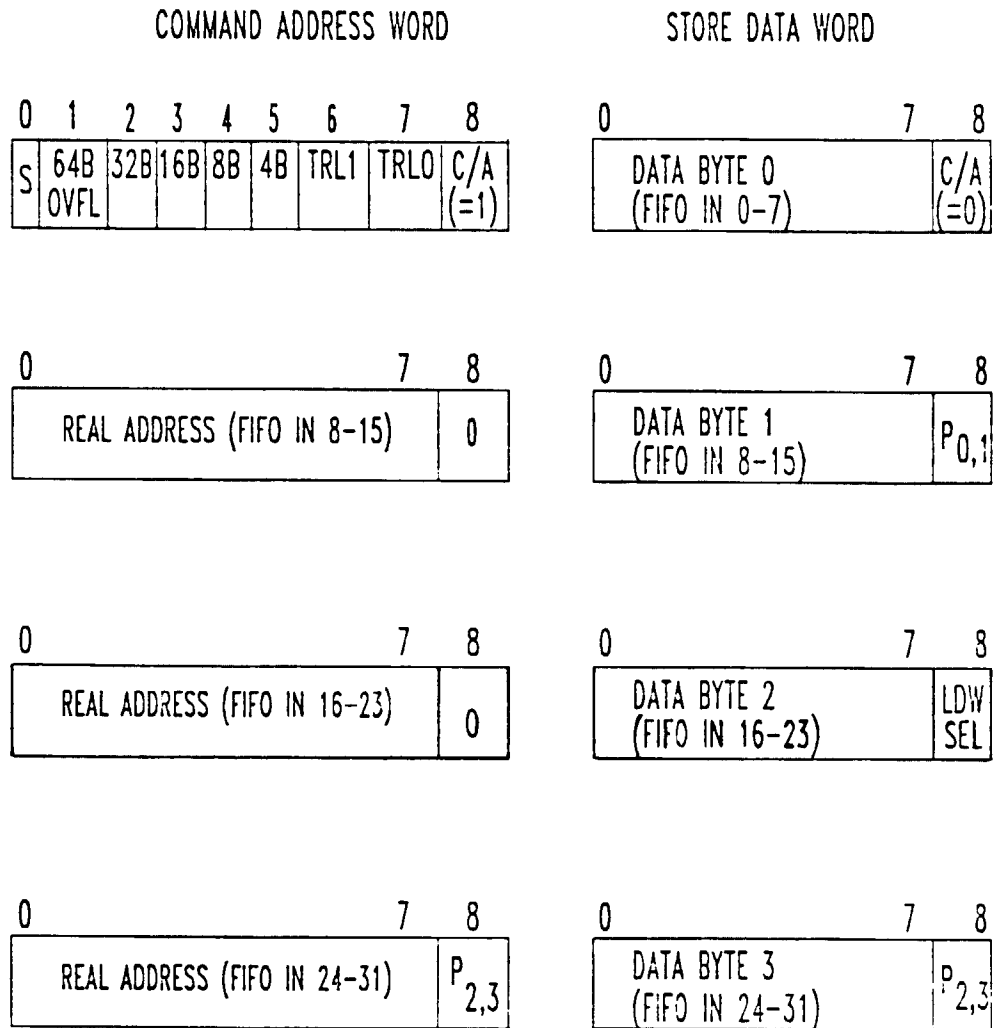 COMMAND ADDRESS WORD
STORE DATA WORD
0 1 2 3 4 5 6 7 8
S 64B OVFL 32B 16B 8B 4B TRL1 TRL0 C/A (=1)
0 7 8
DATA BYTE 0
(FIFO IN 0-7)
C/A
(=0)
0 7 8
REAL ADDRESS (FIFO IN 8-15) 0
0 7 8
DATA BYTE 1
(FIFO IN 8-15)
P0,1
0 7 8
REAL ADDRESS (FIFO IN 16-23) 0
0 7 8
DATA BYTE 2
(FIFO IN 16-23)
LDW
SEL
0 7 8
REAL ADDRESS (FIFO IN 24-31) P2,3
0 7 8
DATA BYTE 3
(FIFO IN 24-31)
P2,3